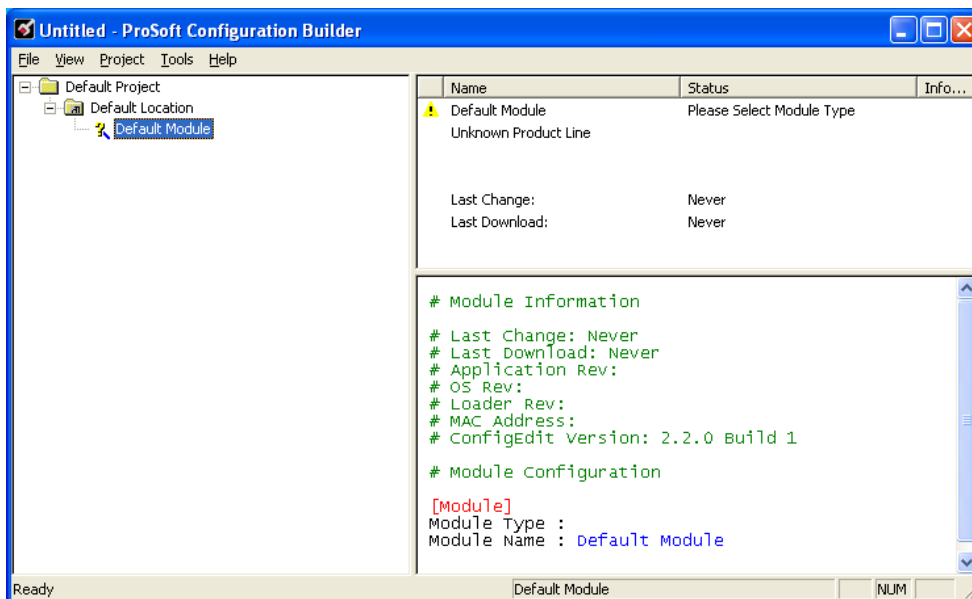 Untitled - ProSoft Configuration Builder
File View Project Tools Help
Default Project
Default Location
Default Module
Name Status Info...
Default Module Please Select Module Type
Unknown Product Line
Last Change: Never
Last Download: Never
# Module Information
# Last Change: Never
# Last Download: Never
# Application Rev:
# OS Rev:
# Loader Rev:
# MAC Address:
# ConfigEdit Version: 2.2.0 Build 1
# Module Configuration
[Module]
Module Type :
Module Name : Default Module
Ready Default Module NUM